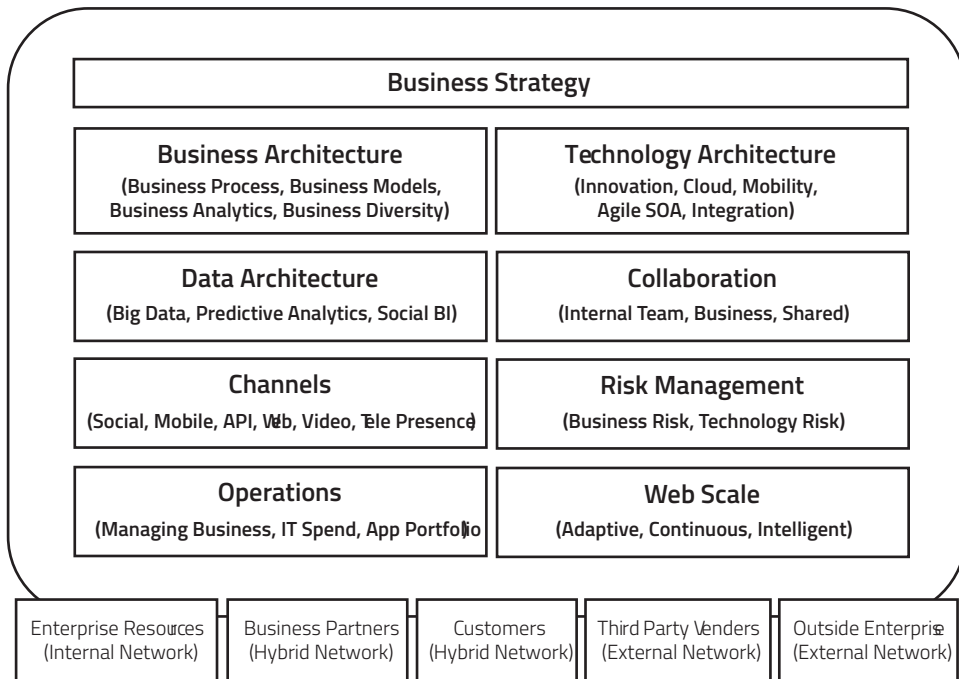 Business Strategy
Business Architecture
(Business Process, Business Models,
Business Analytics, Business Diversity)
Technology Architecture
(Innovation, Cloud, Mobility,
Agile SOA, Integration)
Data Architecture
(Big Data, Predictive Analytics, Social BI)
Collaboration
(Internal Team, Business, Shared)
Channels
(Social, Mobile, API, Web, Video, Tele Presence)
Risk Management
(Business Risk, Technology Risk)
Operations
(Managing Business, IT Spend, App Portfolio)
Web Scale
(Adaptive, Continuous, Intelligent)
Enterprise Resources
(Internal Network)
Business Partners
(Hybrid Network)
Customers
(Hybrid Network)
Third Party Venders
(External Network)
Outside Enterprise
(External Network)